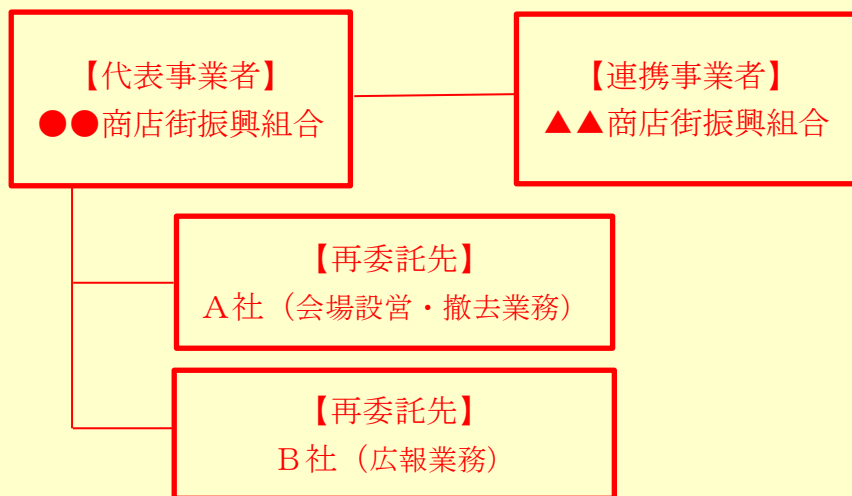 【代表事業者】
●●商店街振興組合
【連携事業者】
▲▲商店街振興組合
【再委託先】
A社（会場設営・撤去業務）
【再委託先】
B社（広報業務）